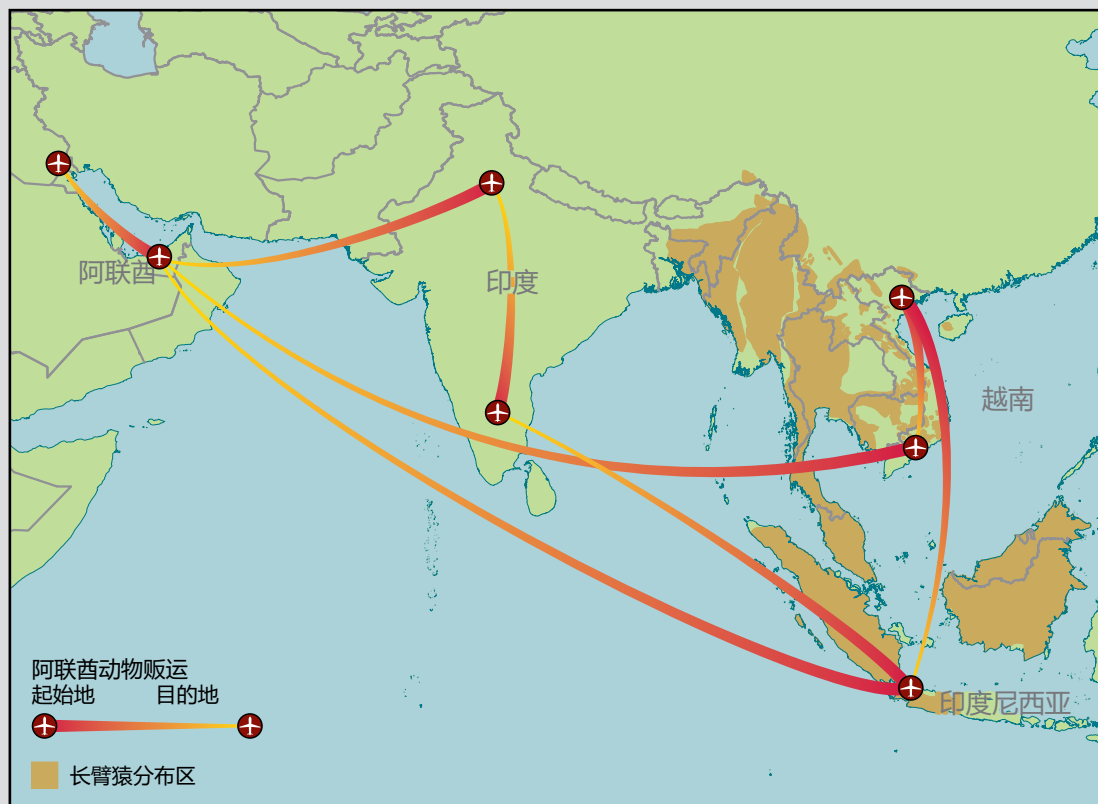 阿联酋
印度
越南
印度尼西亚
阿联酋动物贩运
起始地 目的地
长臂猿分布区